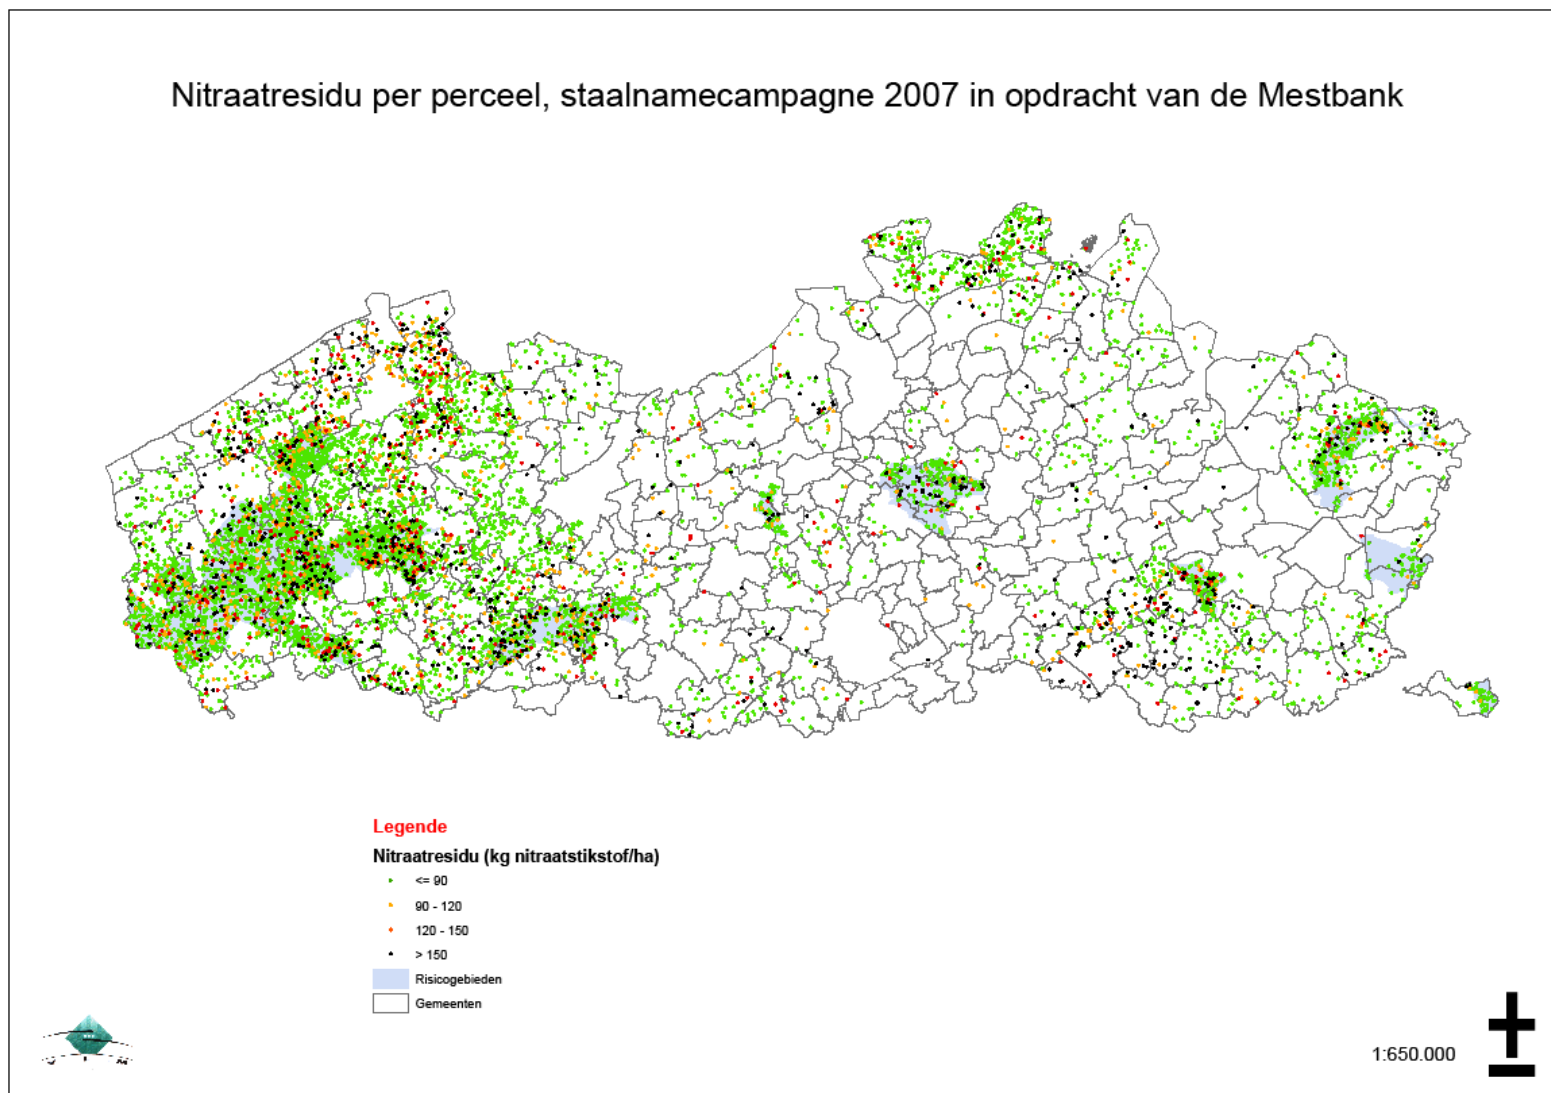 Nitraatresidu per perceel, staalnamecampagne 2007 in opdracht van de Mestbank
Legende
Nitraatresidu (kg nitraatstikstof/ha)
<= 90
90 - 120
120 - 150
> 150
Risicogebieden
Gemeenten
1:650.000